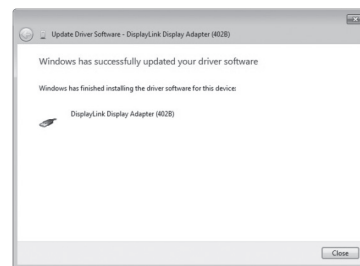 Update Driver Software - DisplayLink Display Adapter (402B)
Windows has successfully updated your driver software
Windows has finished installing the driver software for this device:
DisplayLink Display Adapter (402B)
Close